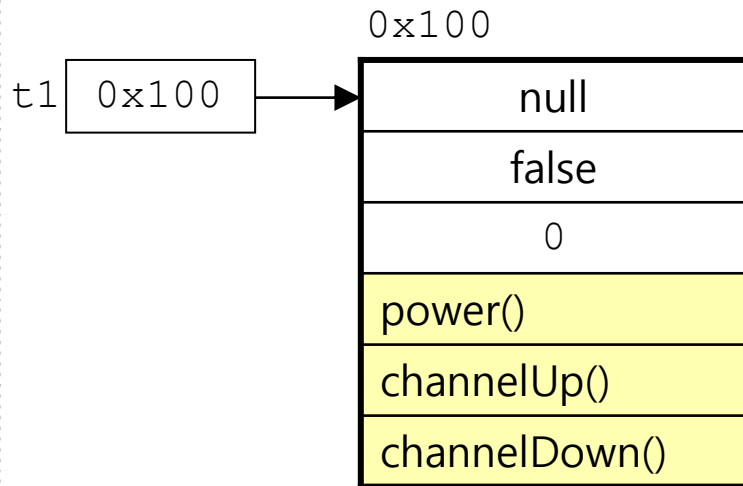 0x100
t1 0x100
null
false
0
power()
channelUp()
channelDown()